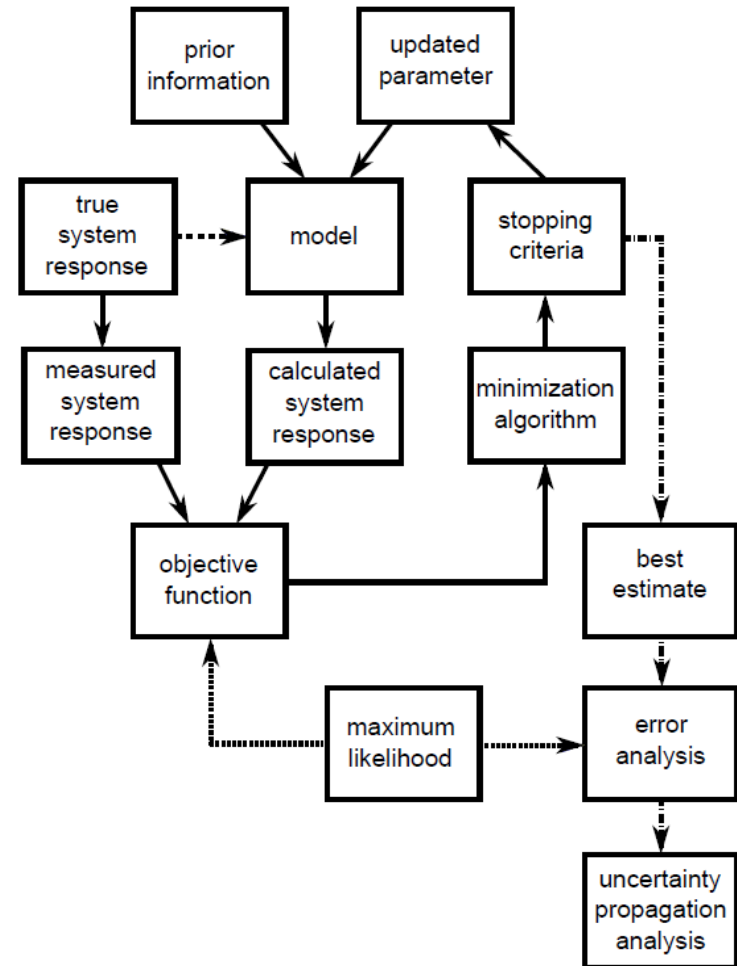 prior
information
updated
parameter
true
system
response
model
stopping
criteria
measured
system
response
calculated
system
response
minimization
algorithm
objective
function
best
estimate
maximum
likelihood
error
analysis
uncertainty
propagation
analysis